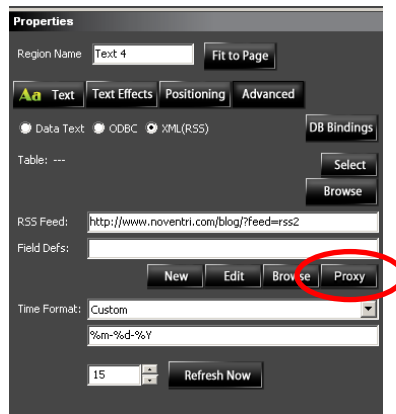 Properties
Region Name Text 4 Fit to Page
Aa Text Text Effects Positioning Advanced
Data Text ODBC XML(RSS) DB Bindings
Table: --- Select
Browse
RSS Feed: http://www.noventri.com/blog/?feed=rss2
Field Defs:
New Edit Browse Proxy
Time Format: Custom
%m-%d-%Y
15 Refresh Now